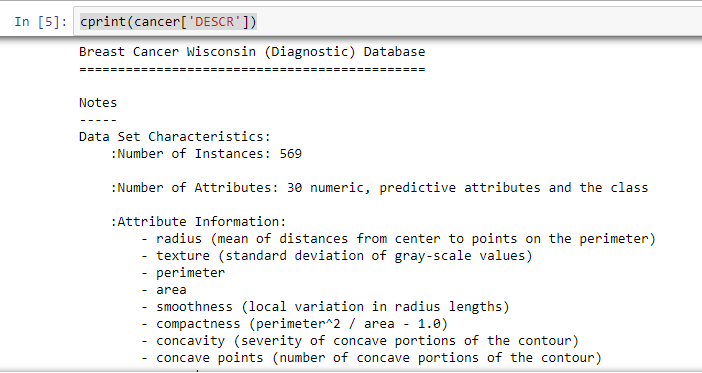 In [5]: cprint(cancer['DESCR'])
Breast Cancer Wisconsin (Diagnostic) Database
=============================================
Notes
-----
Data Set Characteristics:
    :Number of Instances: 569
    :Number of Attributes: 30 numeric, predictive attributes and the class
    :Attribute Information:
        - radius (mean of distances from center to points on the perimeter)
        - texture (standard deviation of gray-scale values)
        - perimeter
        - area
        - smoothness (local variation in radius lengths)
        - compactness (perimeter^2 / area - 1.0)
        - concavity (severity of concave portions of the contour)
        - concave points (number of concave portions of the contour)